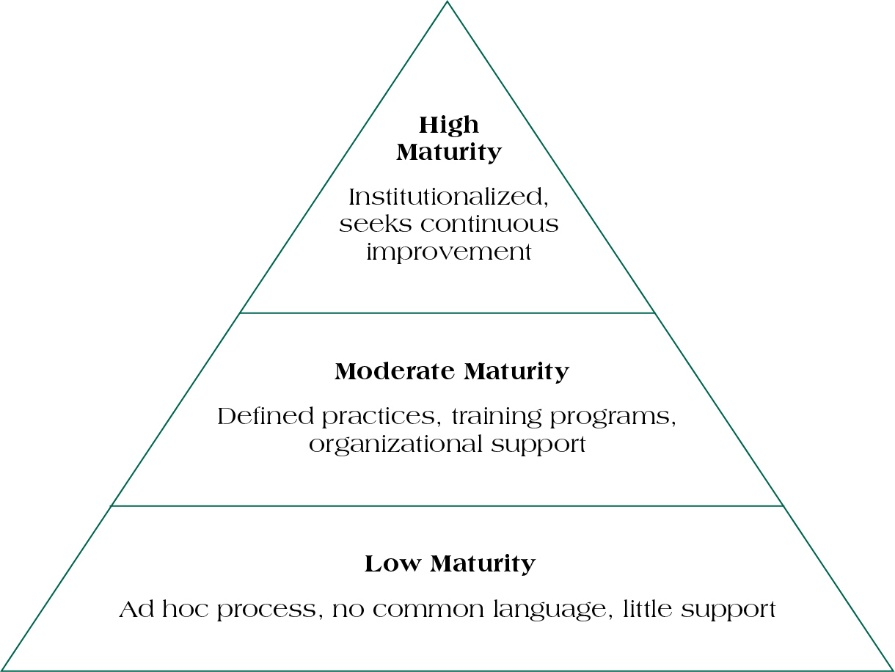 High
Maturity
Institutionalized,
seeks continuous
improvement
Moderate Maturity
Defined practices, training programs,
organizational support
Low Maturity
Ad hoc process, no common language, little support